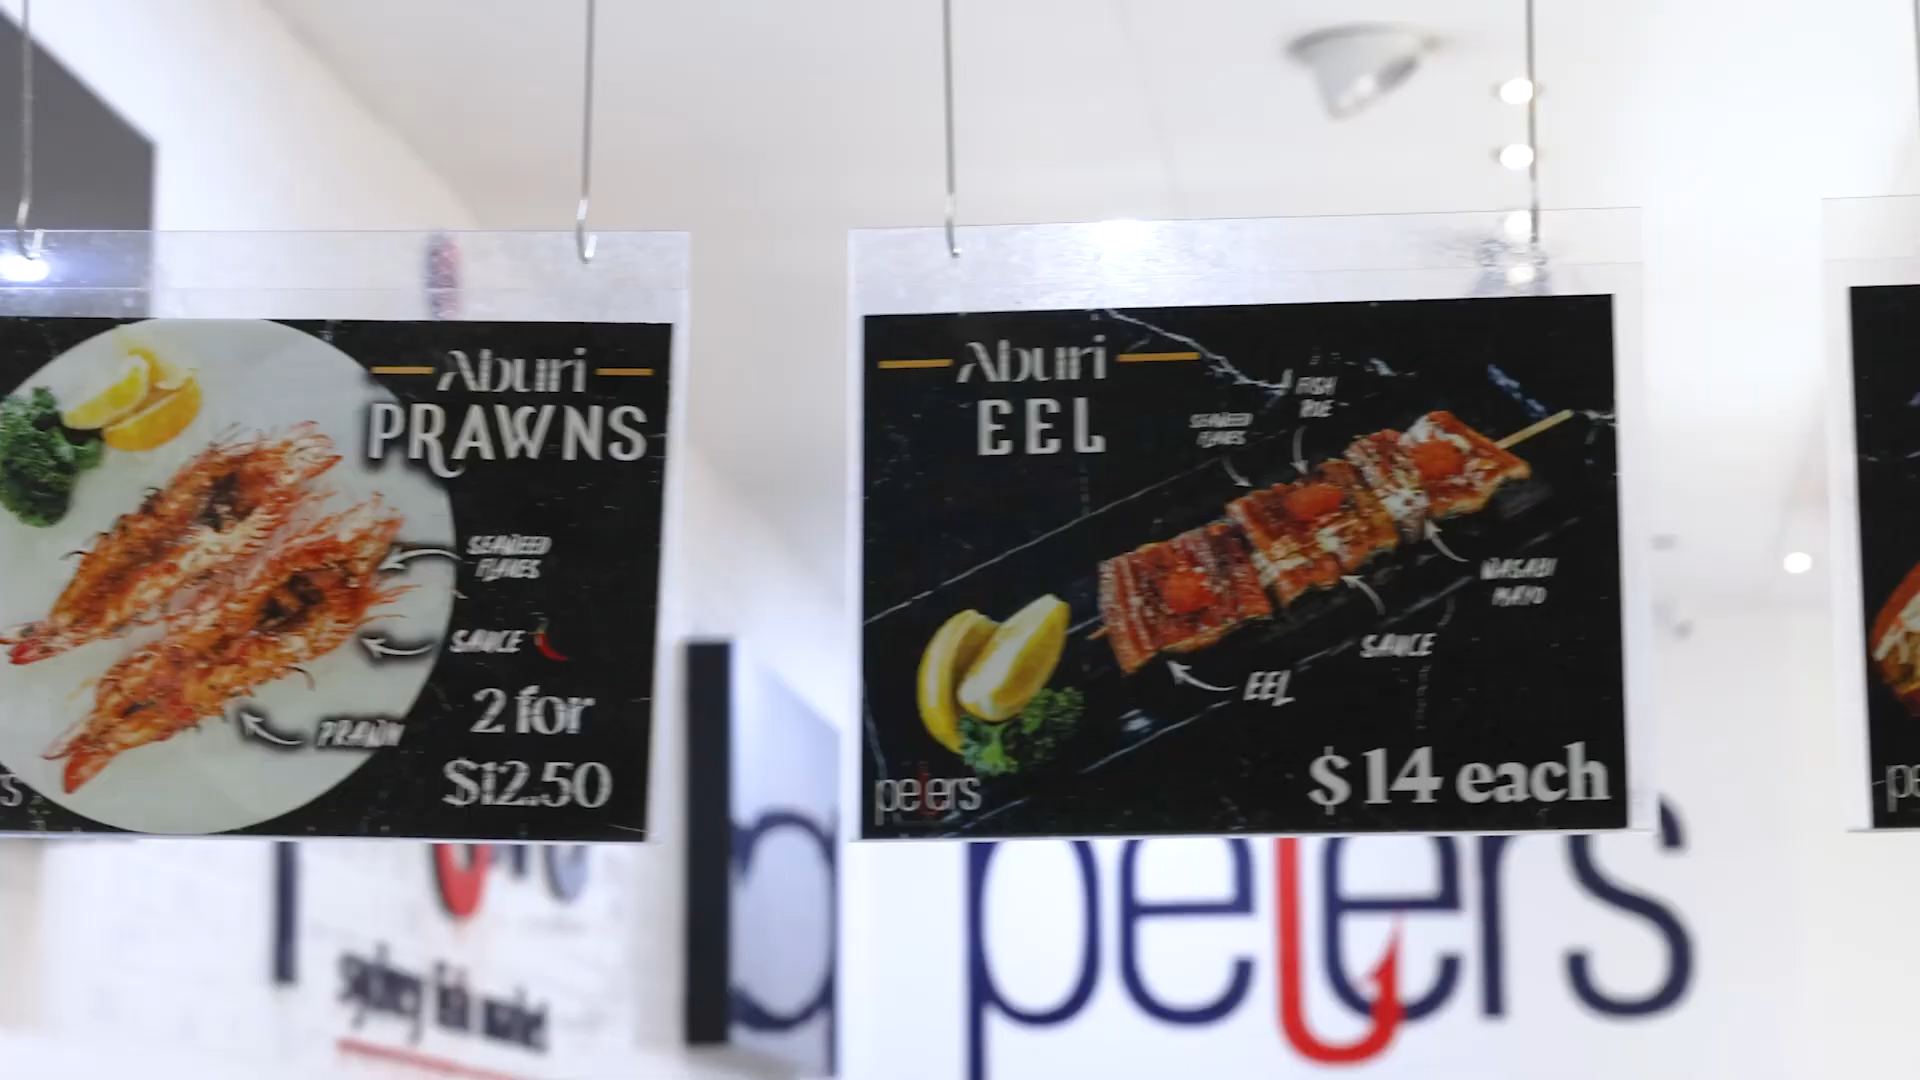 Aburi
PRAWNS
SEAWEED
FLAKES
SAUCE
PRAWN
2 for
$12.50
Aburi
EEL
FISH
ROE
SEAWEED
FLAKES
WASABI
MAYO
SAUCE
EEL
$14 each
peters
peters
sydney fish market